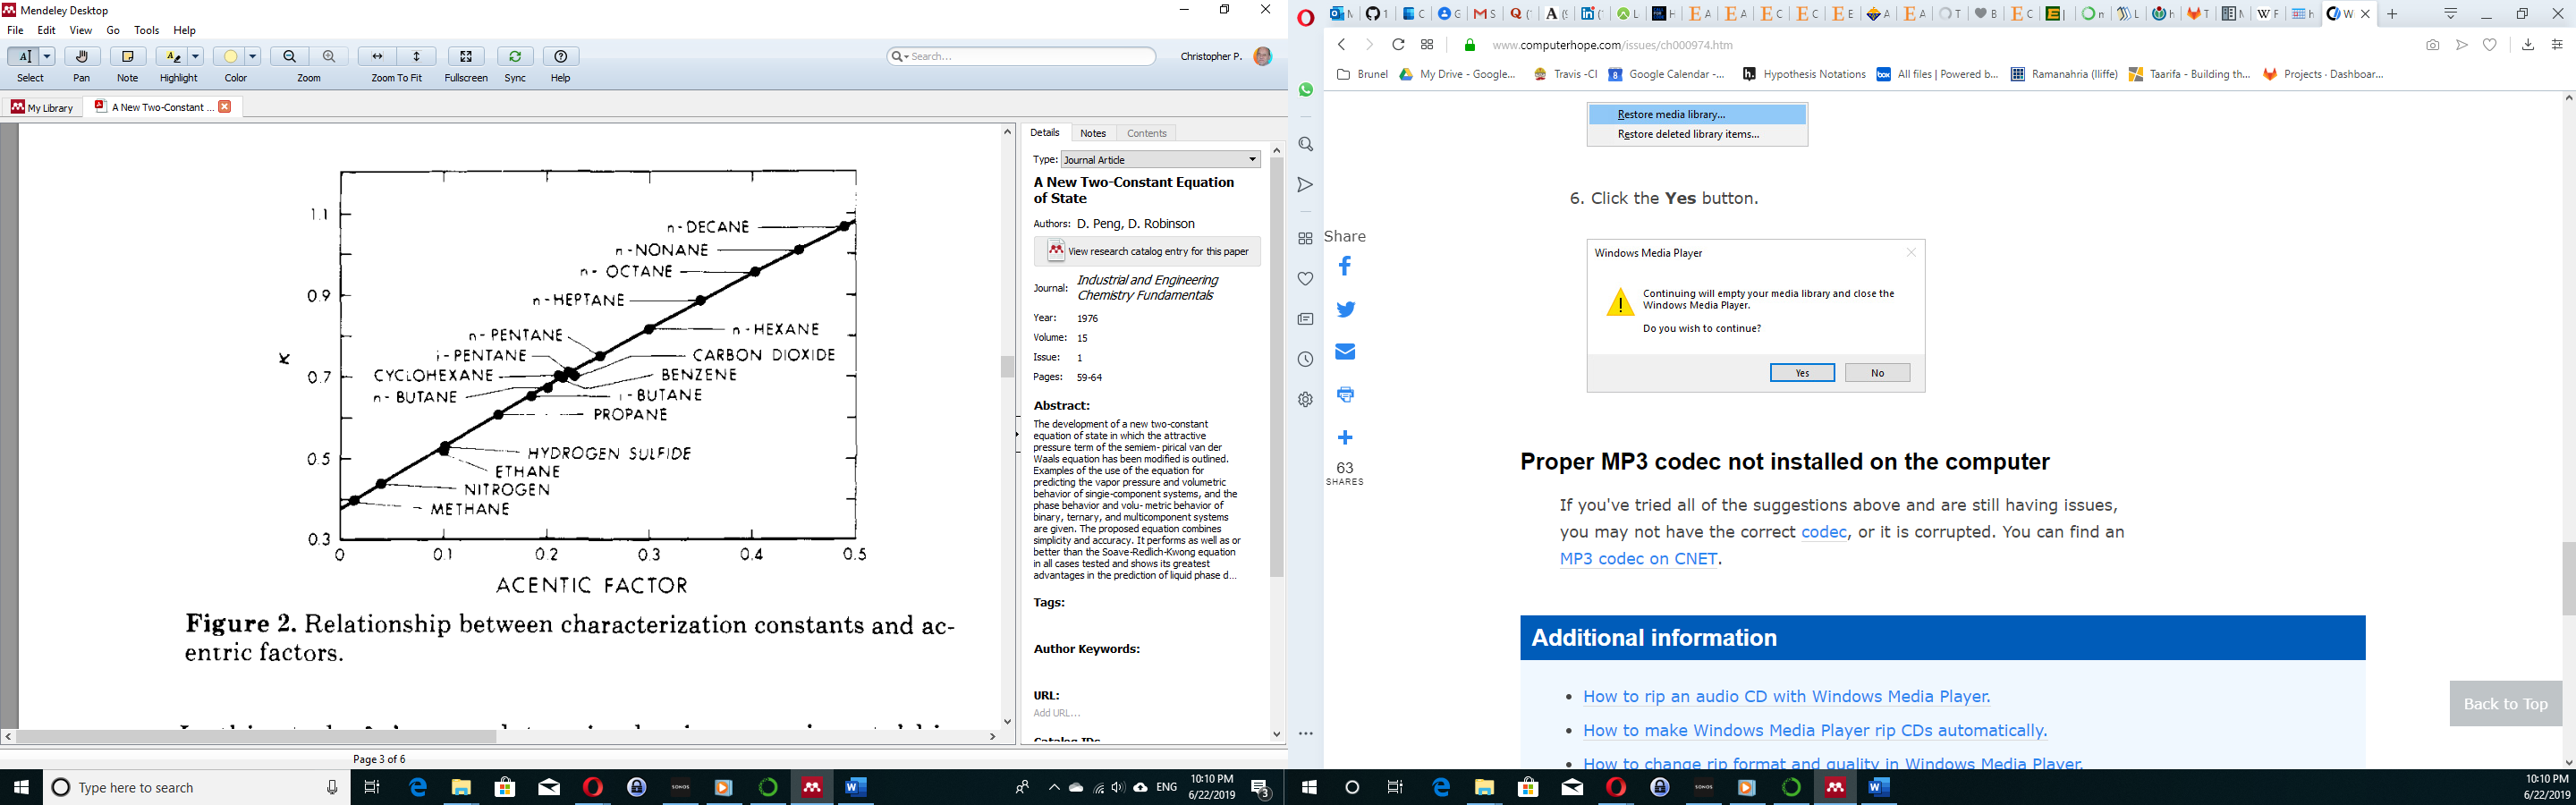 Mendeley Desktop
File Edit View Go Tools Help
Search...
Christopher P.
Select Pan Note Highlight Color Zoom Zoom To Fit Fullscreen Sync Help
My Library
A New Two-Constant ...
1.1
0.9
0.7
0.5
0.3
K
n-DECANE
n-NONANE
n-OCTANE
n-HEPTANE
n-PENTANE
n-HEXANE
i-PENTANE
CARBON DIOXIDE
CYCLOHEXANE
BENZENE
n-BUTANE
i-BUTANE
PROPANE
HYDROGEN SULFIDE
ETHANE
NITROGEN
METHANE
0 0.1 0.2 0.3 0.4 0.5
ACENTIC FACTOR
Figure 2. Relationship between characterization constants and ac-
entric factors.
Page 3 of 6
Details Notes Contents
Type: Journal Article
A New Two-Constant Equation
of State
Authors: D. Peng, D. Robinson
View research catalog entry for this paper
Journal: Industrial and Engineering
Chemistry Fundamentals
Year: 1976
Volume: 15
Issue: 1
Pages: 59-64
Abstract:
The development of a new two-constant
equation of state in which the attractive
pressure term of the semiem- pirical van der
Waals equation has been modified is outlined.
Examples of the use of the equation for
predicting the vapor pressure and volumetric
behavior of singie-component systems, and the
phase behavior and volu- metric behavior of
binary, ternary, and multicomponent systems
are given. The proposed equation combines
simplicity and accuracy. It performs as well as or
better than the Soave-Redlich-Kwong equation
in all cases tested and shows its greatest
advantages in the prediction of liquid phase d...
Tags:
Author Keywords:
URL:
Add URL...
Catalog IDs
Type here to search
SONOS
ENG
10:10 PM
6/22/2019
3
www.computerhope.com/issues/ch000974.htm
Brunel My Drive - Google... Travis -CI Google Calendar -... Hypothesis Notations All files | Powered b... Ramanahria (Iliffe) Taarifa - Building th... Projects · Dashboar...
Restore media library...
Restore deleted library items...
6. Click the Yes button.
Share
Windows Media Player
Continuing will empty your media library and close the
Windows Media Player.
Do you wish to continue?
Yes No
63
SHARES
Proper MP3 codec not installed on the computer
If you've tried all of the suggestions above and are still having issues,
you may not have the correct codec, or it is corrupted. You can find an
MP3 codec on CNET.
Additional information
How to rip an audio CD with Windows Media Player.
How to make Windows Media Player rip CDs automatically.
How to change rip format and quality in Windows Media Player.
Back to Top
SONOS
10:10 PM
6/22/2019